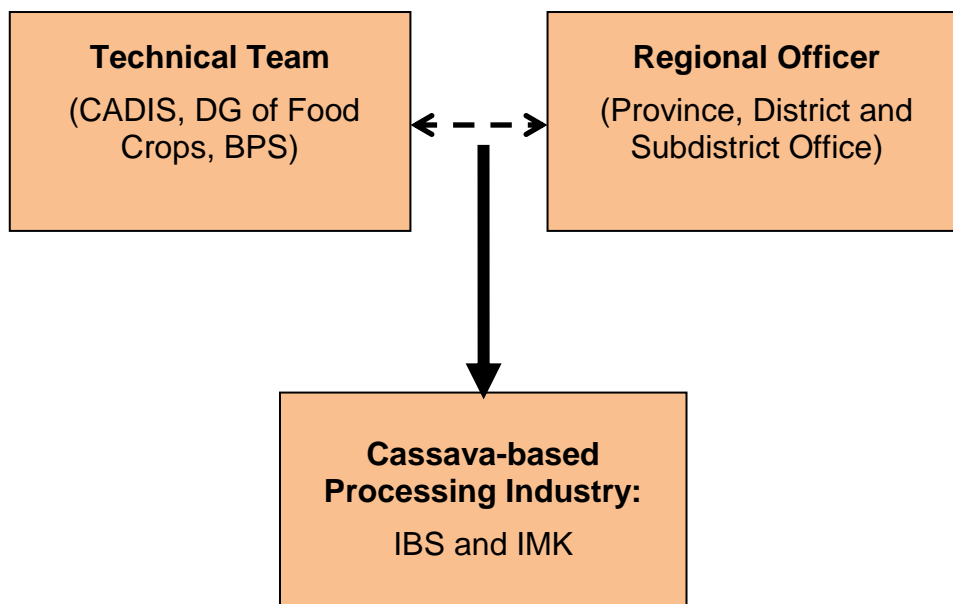 Technical Team
(CADIS, DG of Food
Crops, BPS)
Regional Officer
(Province, District and
Subdistrict Office)
Cassava-based
Processing Industry:
IBS and IMK